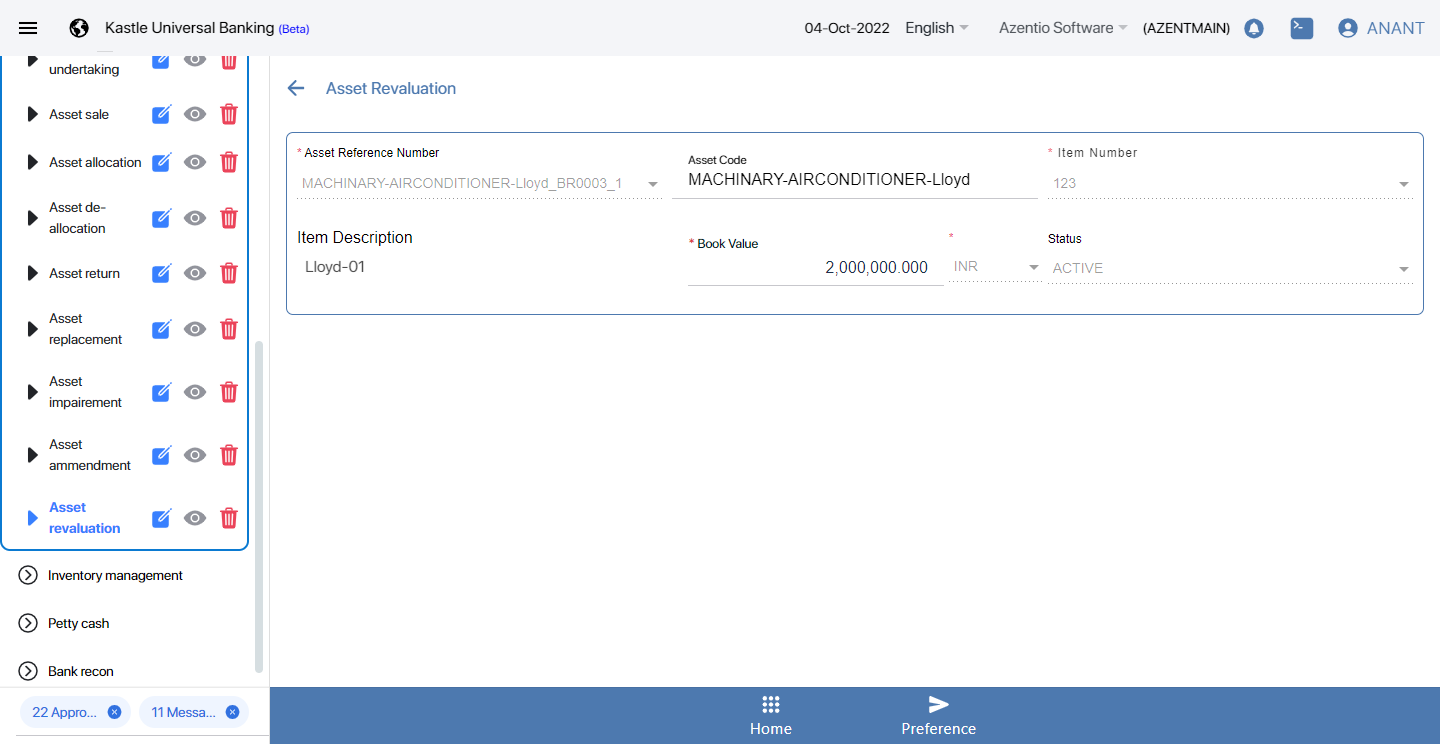 Kastle Universal Banking (Beta)
04-Oct-2022
English
Azentio Software
(AZENTMAIN)
ANANT
undertaking
Asset sale
Asset allocation
Asset de-
allocation
Asset return
Asset
replacement
Asset
impairement
Asset
ammendment
Asset
revaluation
Inventory management
Petty cash
Bank recon
22 Appro...
11 Messa...
Asset Revaluation
* Asset Reference Number
MACHINARY-AIRCONDITIONER-Lloyd_BR0003_1
Asset Code
MACHINARY-AIRCONDITIONER-Lloyd
* Item Number
123
Item Description
Lloyd-01
* Book Value
2,000,000.000
*
INR
Status
ACTIVE
Home
Preference